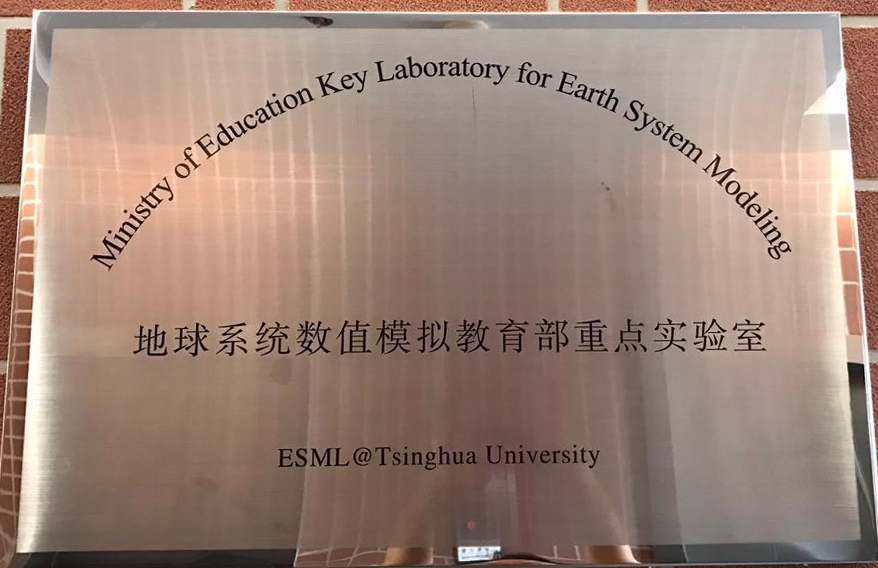 Ministry of Education Key Laboratory for Earth System Modeling
地球系统数值模拟教育部重点实验室
ESML@Tsinghua University